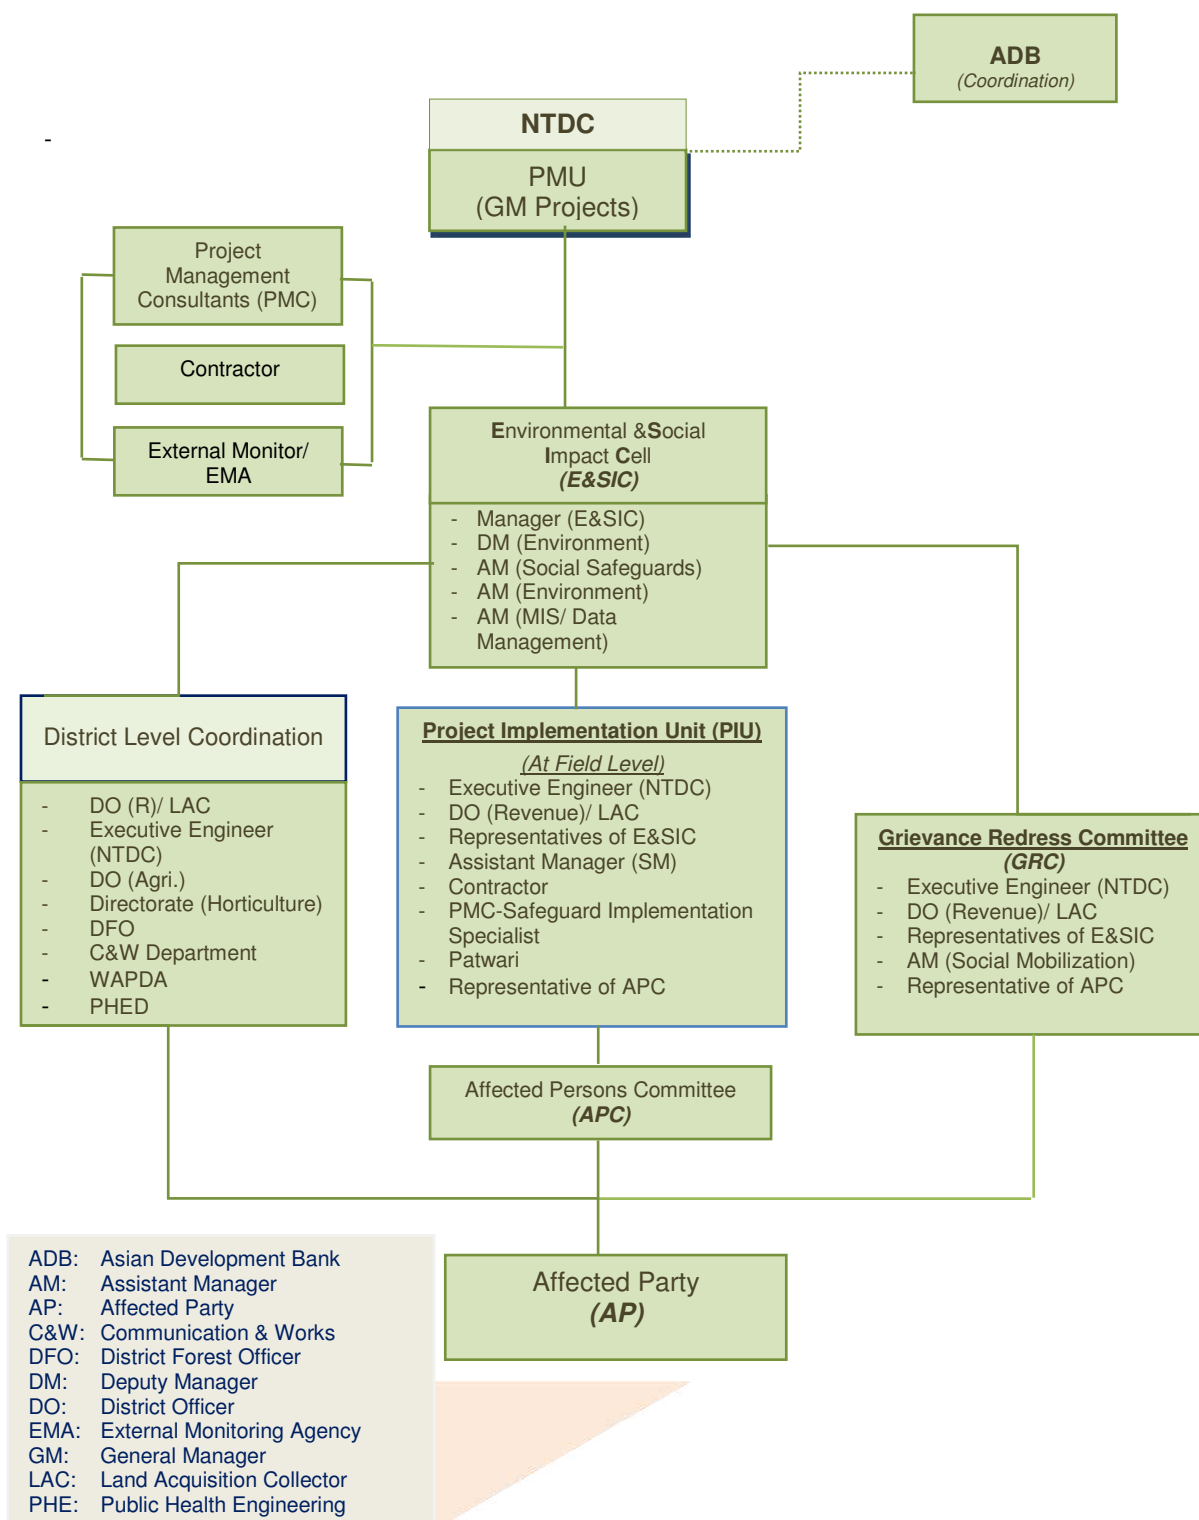 ADB
(Coordination)
NTDC
-
PMU
(GM Projects)
Project
Management
Consultants (PMC)
Contractor
External Monitor/
EMA
Environmental &Social
Impact Cell
(E&SIC)
- Manager (E&SIC)
- DM (Environment)
- AM (Social Safeguards)
- AM (Environment)
- AM (MIS/ Data
Management)
District Level Coordination
- DO (R)/ LAC
- Executive Engineer
(NTDC)
- DO (Agri.)
- Directorate (Horticulture)
- DFO
- C&W Department
- WAPDA
- PHED
Project Implementation Unit (PIU)
(At Field Level)
- Executive Engineer (NTDC)
- DO (Revenue)/ LAC
- Representatives of E&SIC
- Assistant Manager (SM)
- Contractor
- PMC-Safeguard Implementation
Specialist
- Patwari
- Representative of APC
Grievance Redress Committee
(GRC)
- Executive Engineer (NTDC)
- DO (Revenue)/ LAC
- Representatives of E&SIC
- AM (Social Mobilization)
- Representative of APC
Affected Persons Committee
(APC)
Affected Party
(AP)
ADB: Asian Development Bank
AM: Assistant Manager
AP: Affected Party
C&W: Communication & Works
DFO: District Forest Officer
DM: Deputy Manager
DO: District Officer
EMA: External Monitoring Agency
GM: General Manager
LAC: Land Acquisition Collector
PHE: Public Health Engineering